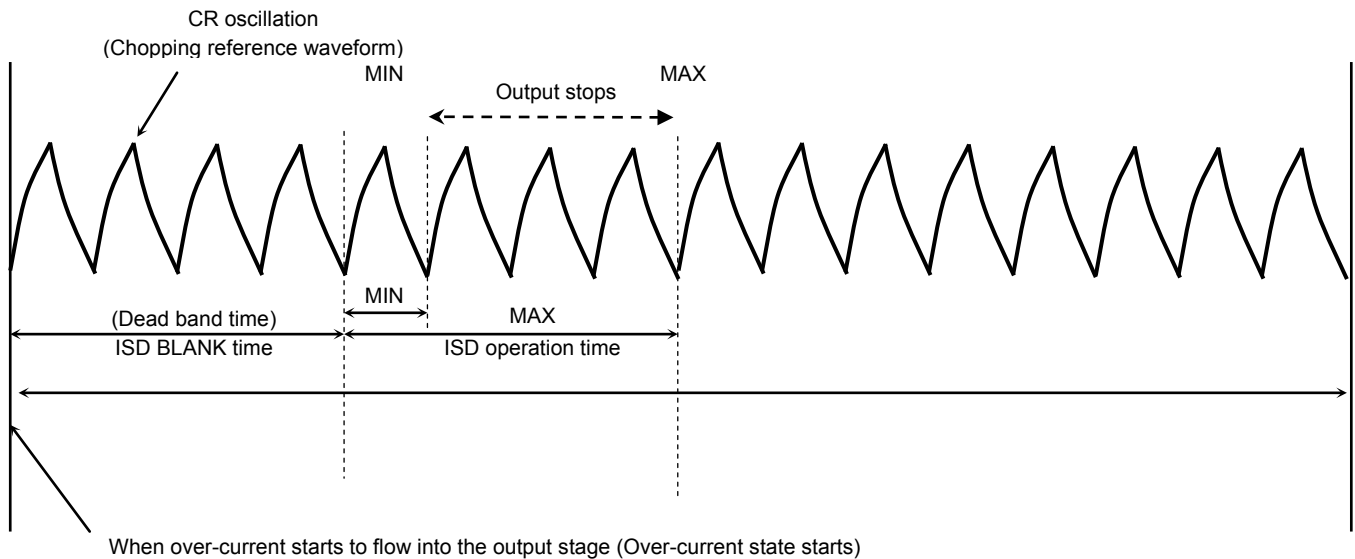 CR oscillation
(Chopping reference waveform)
MIN
MAX
Output stops
MIN
(Dead band time)
MAX
ISD BLANK time
ISD operation time
When over-current starts to flow into the output stage (Over-current state starts)